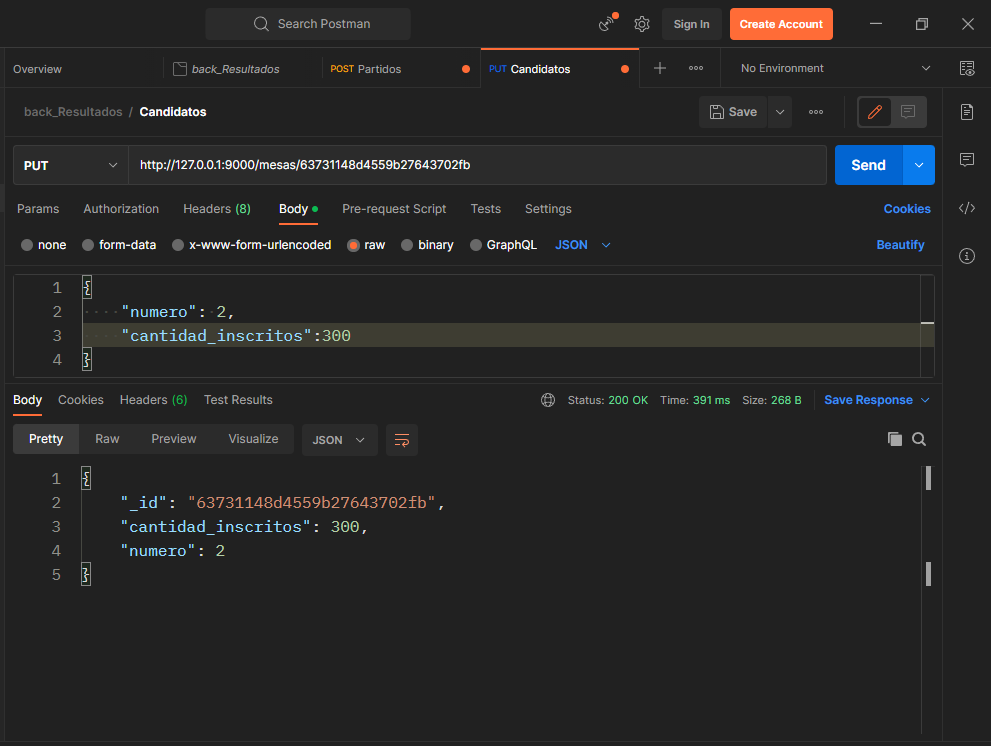 Search Postman
Sign In
Create Account
Overview
back_Resultados
POST Partidos
PUT Candidatos
No Environment
back_Resultados / Candidatos
Save
PUT
http://127.0.0.1:9000/mesas/63731148d4559b27643702fb
Send
Params Authorization Headers (8) Body Pre-request Script Tests Settings Cookies
none form-data x-www-form-urlencoded raw binary GraphQL JSON Beautify
1 {
2 ····"numero":·2,
3 ····"cantidad_inscritos":300
4 }
Body Cookies Headers (6) Test Results Status: 200 OK Time: 391 ms Size: 268 B Save Response
Pretty Raw Preview Visualize JSON
1 {
2 "_id": "63731148d4559b27643702fb",
3 "cantidad_inscritos": 300,
4 "numero": 2
5 }